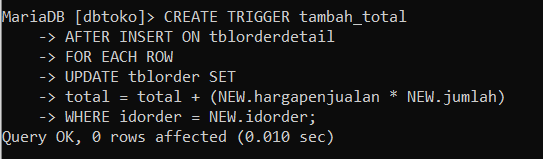 MariaDB [dbtoko]> CREATE TRIGGER tambah_total
    -> AFTER INSERT ON tblorderdetail
    -> FOR EACH ROW
    -> UPDATE tblorder SET
    -> total = total + (NEW.hargapenjualan * NEW.jumlah)
    -> WHERE idorder = NEW.idorder;
Query OK, 0 rows affected (0.010 sec)